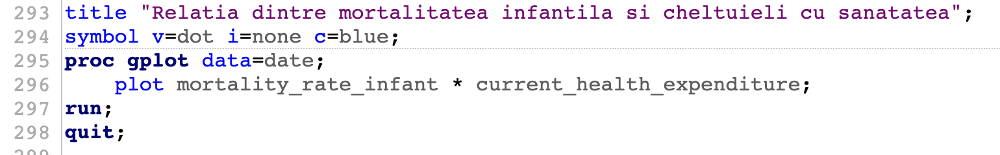 293 title "Relatia dintre mortalitatea infantila si cheltuieli cu sanatatea";
294 symbol v=dot i=none c=blue;
295 proc gplot data=date;
296     plot mortality_rate_infant * current_health_expenditure;
297 run;
298 quit;